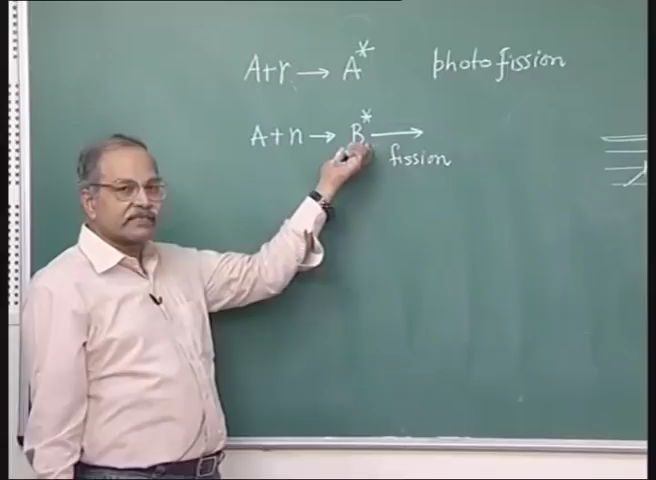 A+r → A* photofission
A+n → B* →
fission